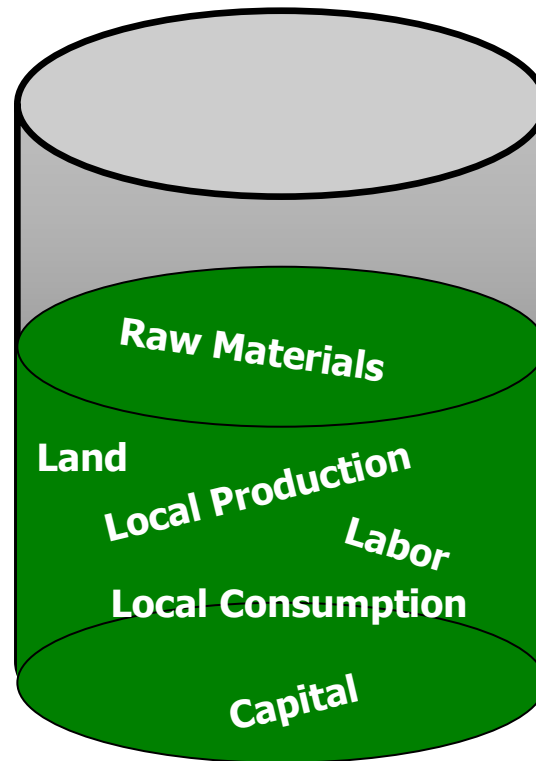 Raw Materials
Land
Local Production
Labor
Local Consumption
Capital